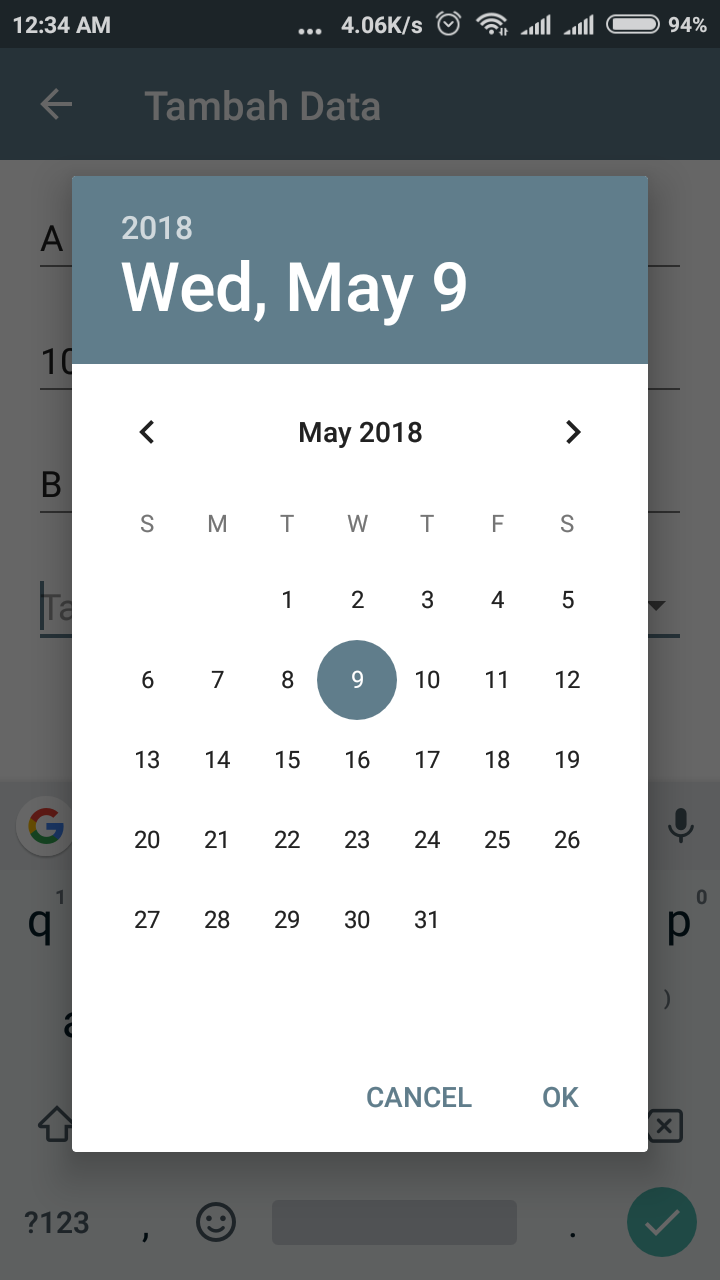 12:34 AM ... 4.06K/s 94%
Tambah Data
A
2018
Wed, May 9
10
May 2018
B
S M T W T F S
1 2 3 4 5
6 7 8 9 10 11 12
13 14 15 16 17 18 19
20 21 22 23 24 25 26
27 28 29 30 31
q 1 p 0
)
CANCEL OK
?123 , .